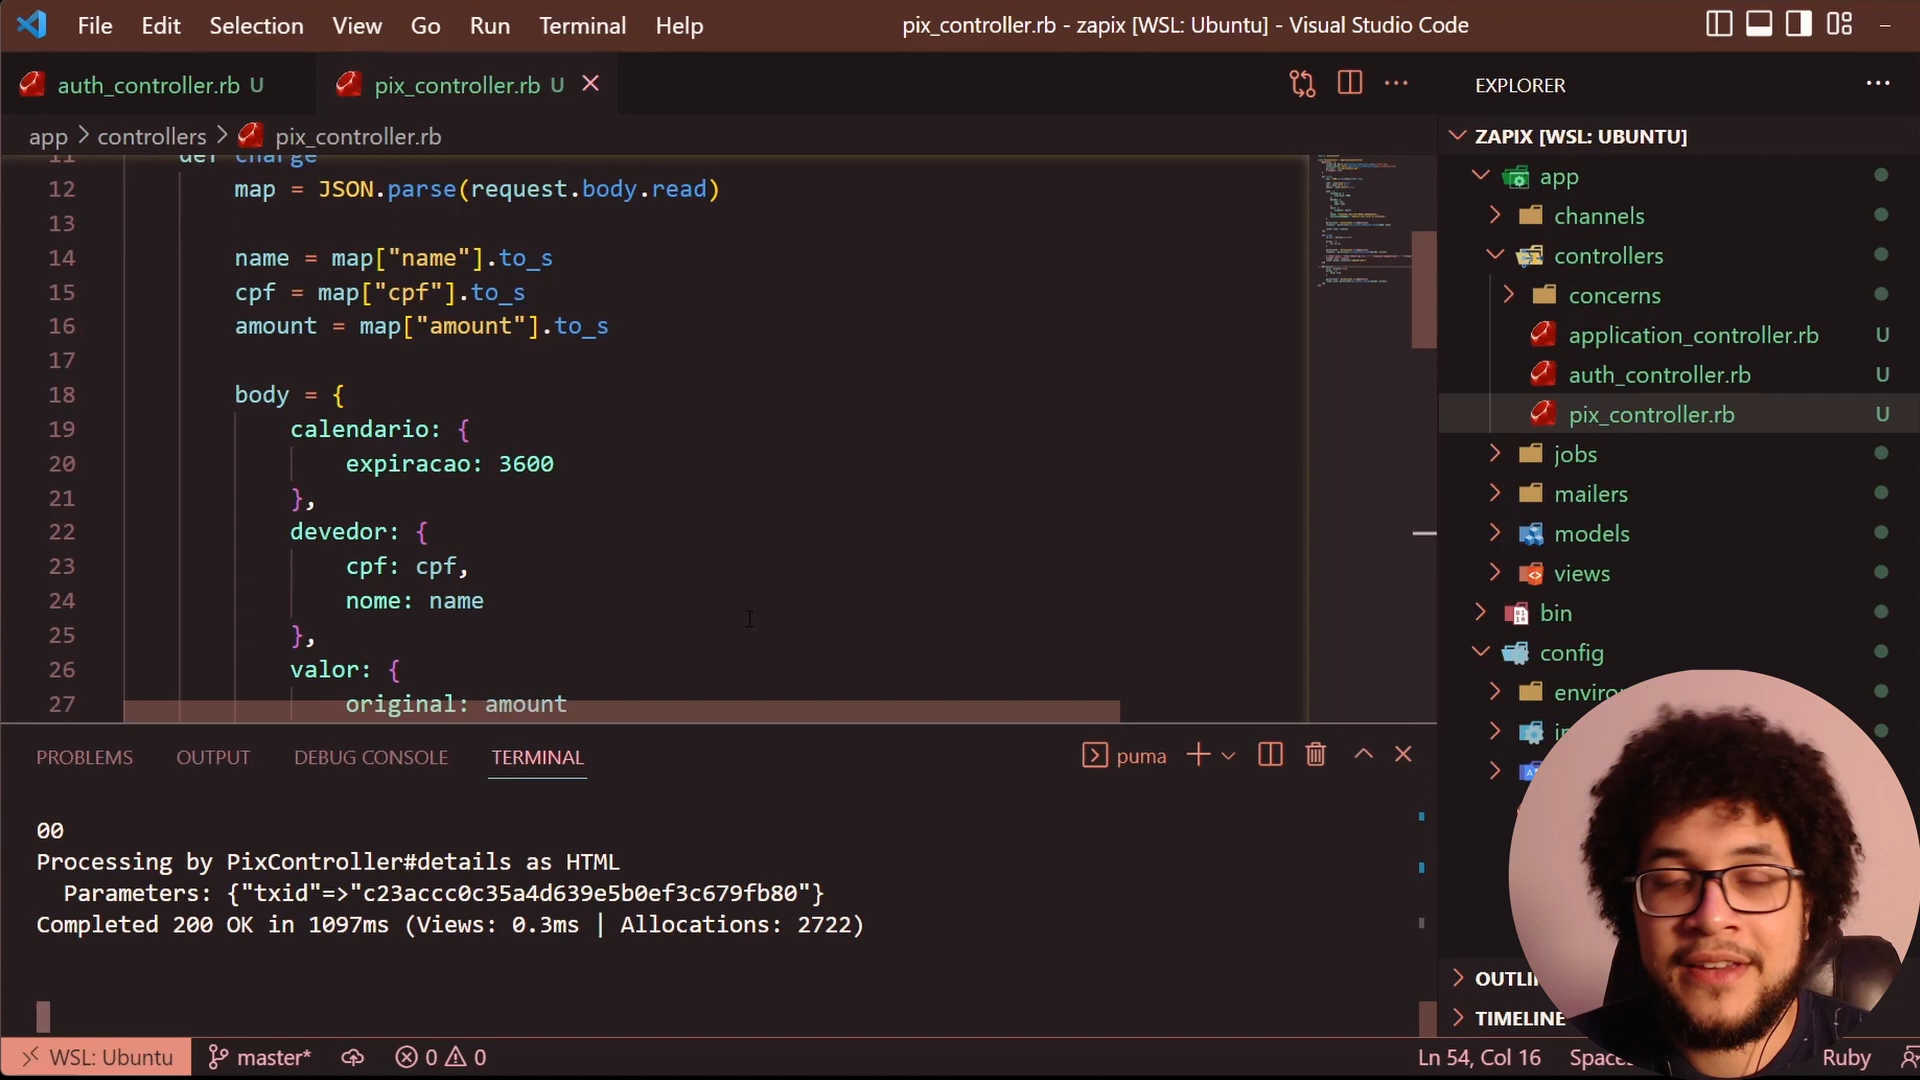 File Edit Selection View Go Run Terminal Help
pix_controller.rb - zapix [WSL: Ubuntu] - Visual Studio Code
auth_controller.rb U
pix_controller.rb U
app > controllers > pix_controller.rb
11 def charge
12 map = JSON.parse(request.body.read)
13
14 name = map["name"].to_s
15 cpf = map["cpf"].to_s
16 amount = map["amount"].to_s
17
18 body = {
19 calendario: {
20 expiracao: 3600
21 },
22 devedor: {
23 cpf: cpf,
24 nome: name
25 },
26 valor: {
27 original: amount
PROBLEMS OUTPUT DEBUG CONSOLE TERMINAL
puma
00
Processing by PixController#details as HTML
Parameters: {"txid"=>"c23accc0c35a4d639e5b0ef3c679fb80"}
Completed 200 OK in 1097ms (Views: 0.3ms | Allocations: 2722)
EXPLORER
ZAPIX [WSL: UBUNTU]
app
channels
controllers
concerns
application_controller.rb U
auth_controller.rb U
pix_controller.rb U
jobs
mailers
models
views
bin
config
enviro
OUTLI
TIMELINE
WSL: Ubuntu master* 0 0
Ln 54, Col 16 Space Ruby